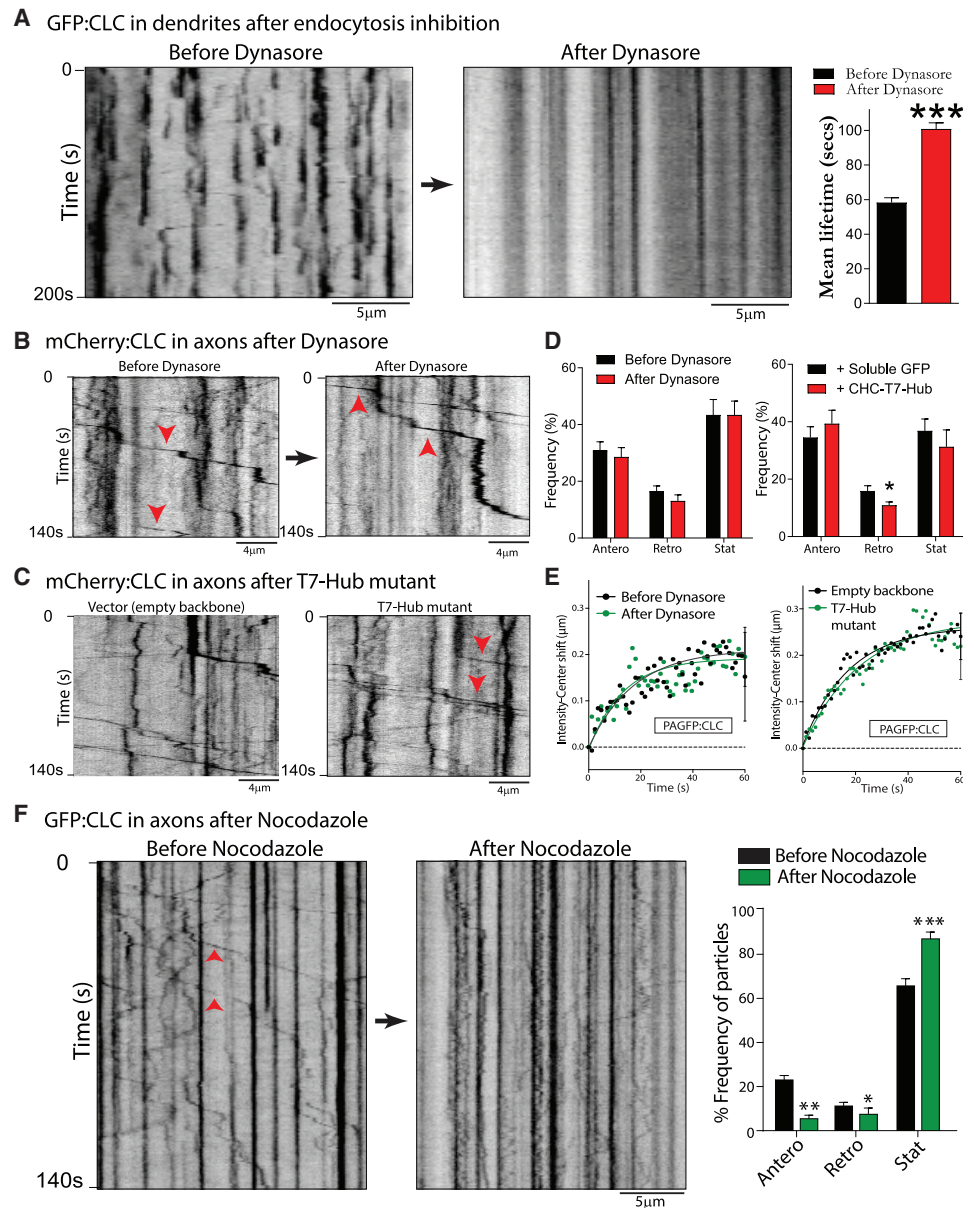 A GFP:CLC in dendrites after endocytosis inhibition
Before Dynasore
After Dynasore
0
Time (s)
200s
5μm
5μm
Before Dynasore
After Dynasore
***
Mean lifetime (secs)
100
80
60
40
20
0
B mCherry:CLC in axons after Dynasore
Before Dynasore
After Dynasore
0
Time (s)
140s
4μm
0
140s
4μm
C mCherry:CLC in axons after T7-Hub mutant
Vector (empty backbone)
T7-Hub mutant
0
Time (s)
140s
4μm
0
140s
4μm
D
Before Dynasore
After Dynasore
Frequency (%)
60
40
20
0
Antero
Retro
Stat
+ Soluble GFP
+ CHC-T7-Hub
Frequency (%)
60
40
20
0
*
Antero
Retro
Stat
E
Before Dynasore
After Dynasore
Intensity-Center shift (μm)
0.3
0.2
0.1
0.0
PAGFP:CLC
0
20
40
60
Time (s)
Empty backbone
T7-Hub
mutant
Intensity-Center shift (μm)
0.3
0.2
0.1
0.0
PAGFP:CLC
0
20
40
60
Time (s)
F GFP:CLC in axons after Nocodazole
Before Nocodazole
After Nocodazole
0
Time (s)
140s
5μm
Before Nocodazole
After Nocodazole
% Frequency of particles
100
80
60
40
20
0
**
*
***
Antero
Retro
Stat